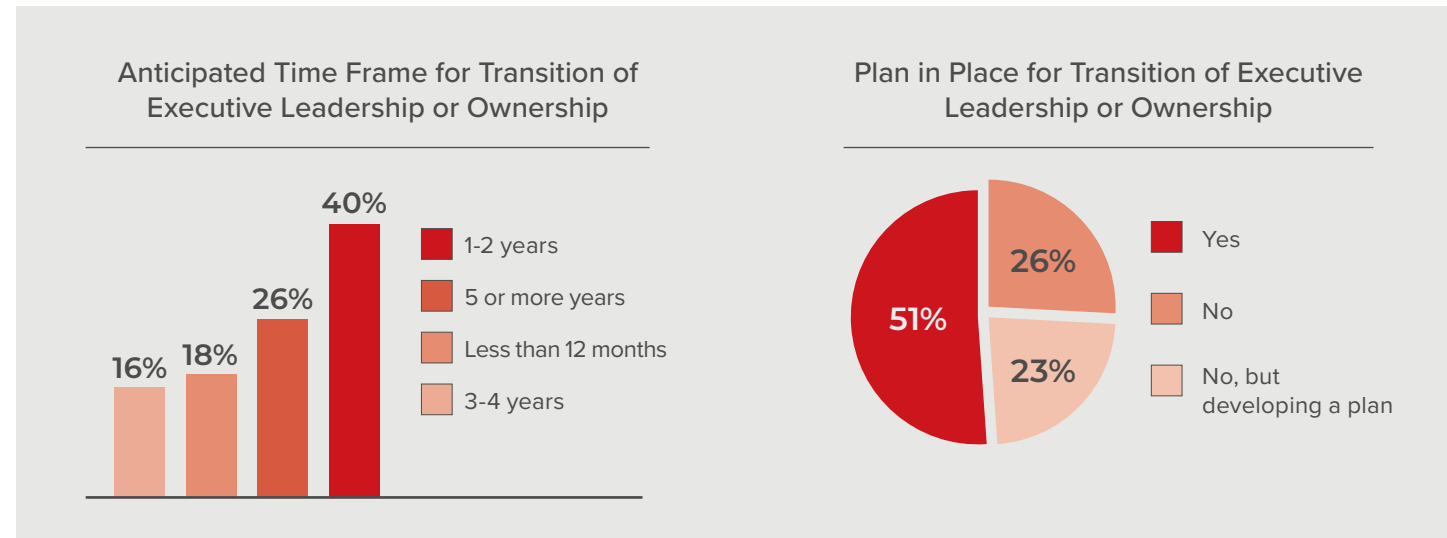 Anticipated Time Frame for Transition of
Executive Leadership or Ownership
40%
26%
18%
16%
1-2 years
5 or more years
Less than 12 months
3-4 years
Plan in Place for Transition of Executive
Leadership or Ownership
26%
51%
23%
Yes
No
No, but
developing a plan